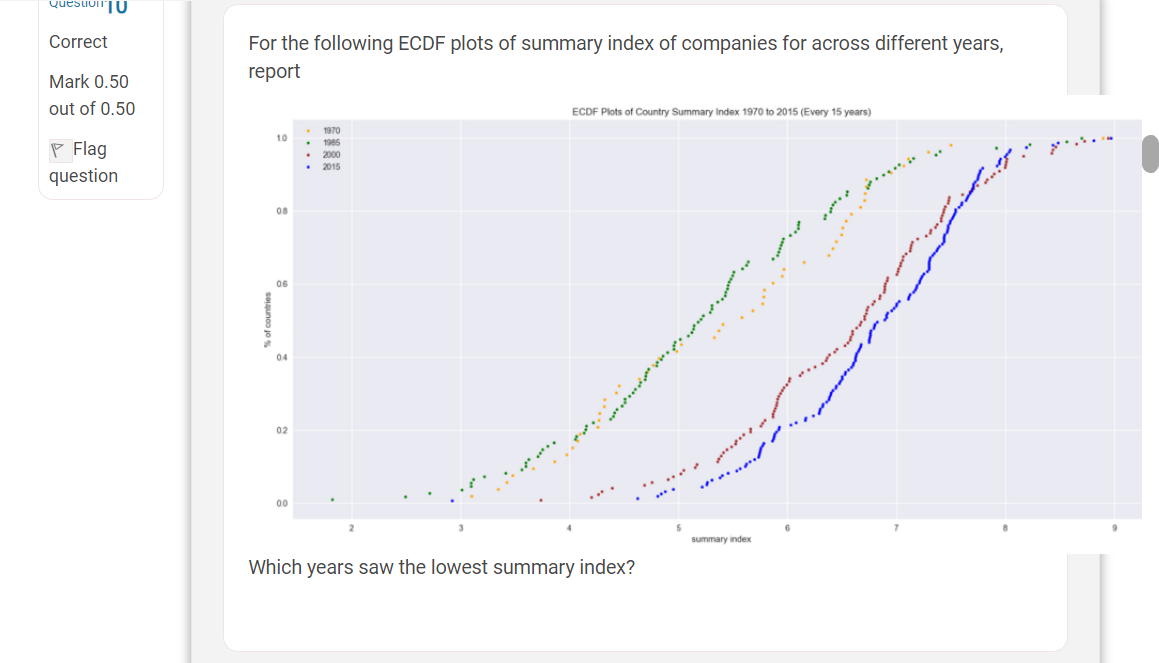 Question 10
Correct
Mark 0.50
out of 0.50
Flag
question
For the following ECDF plots of summary index of companies for across different years,
report
ECDF Plots of Country Summary Index 1970 to 2015 (Every 15 years)
1970
1985
2000
2015
1.0
0.8
0.6
0.4
0.2
0.0
% of countries
2 3 4 5 6 7 8 9
summary index
Which years saw the lowest summary index?